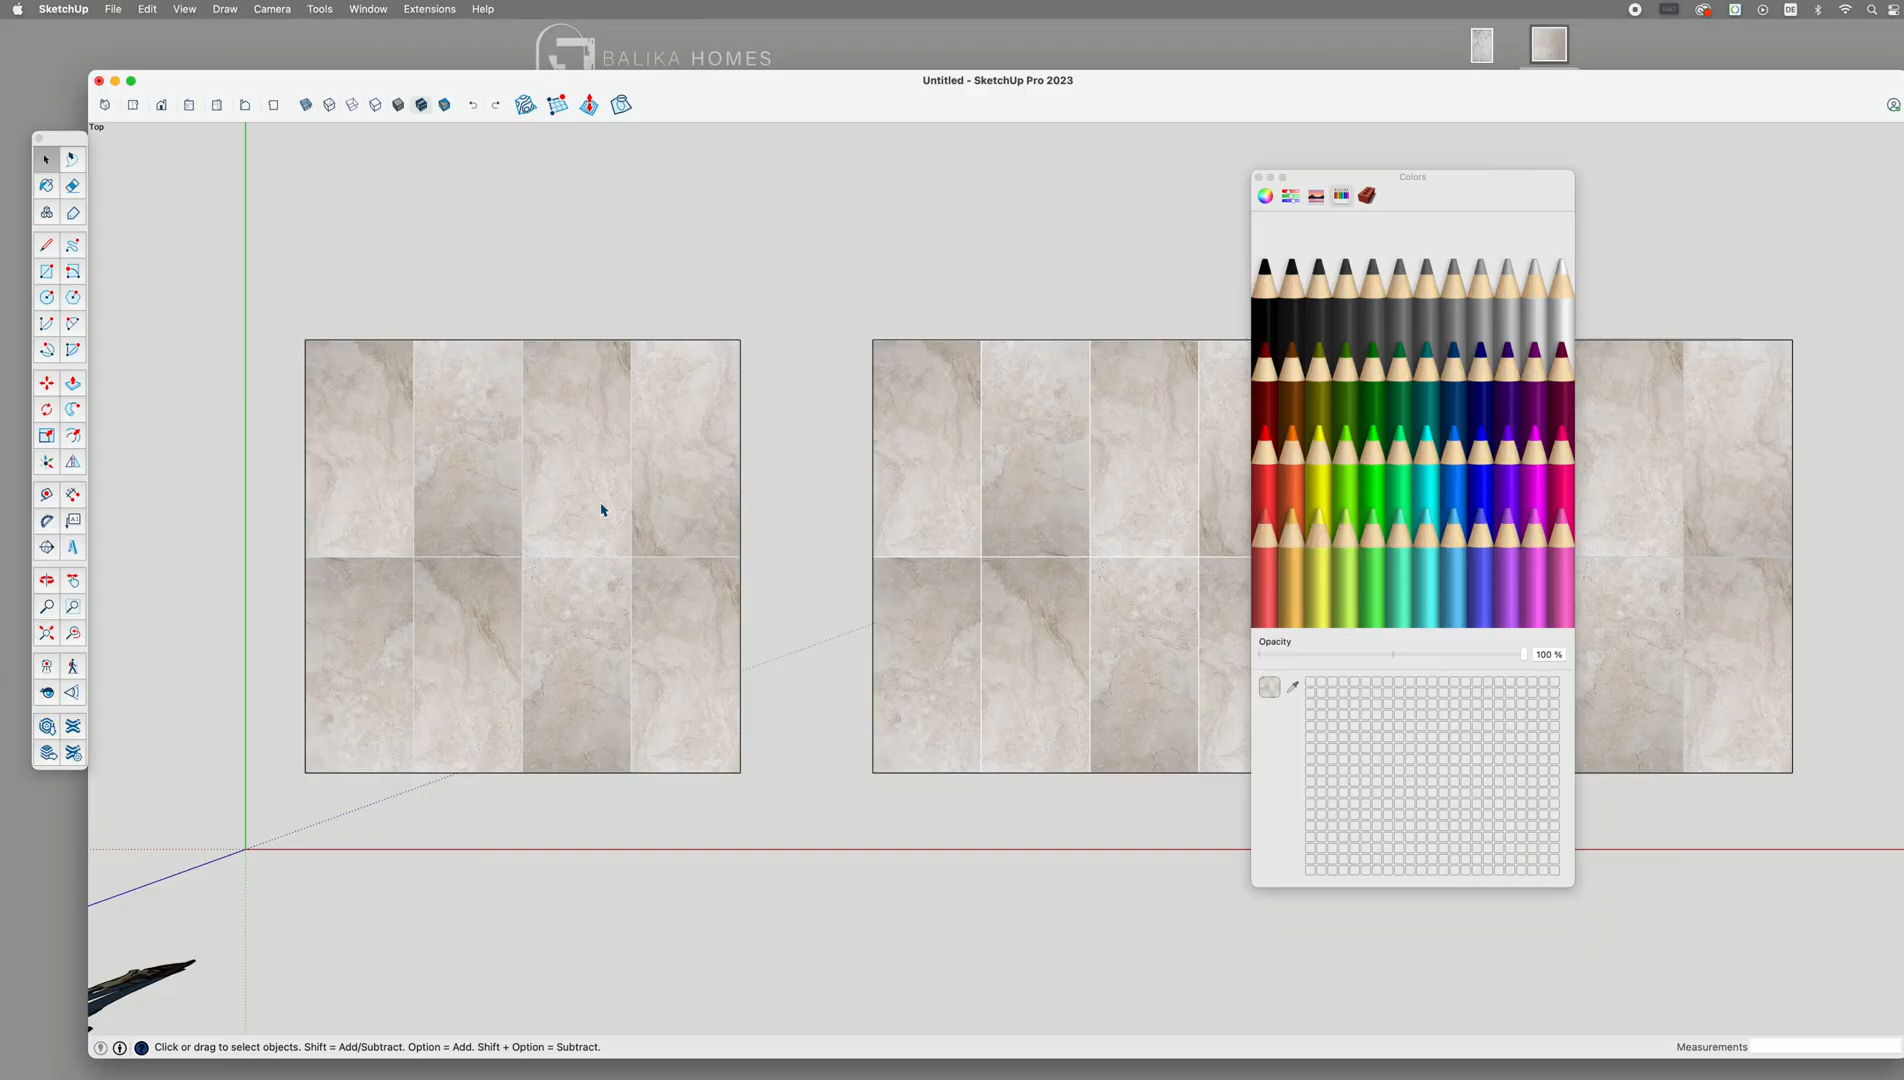 SketchUp File Edit View Draw Camera Tools Window Extensions Help
DE
BALIKA HOMES
Untitled - SketchUp Pro 2023
Top
Colors
Opacity
100 %
Click or drag to select objects. Shift = Add/Subtract. Option = Add. Shift + Option = Subtract.
Measurements